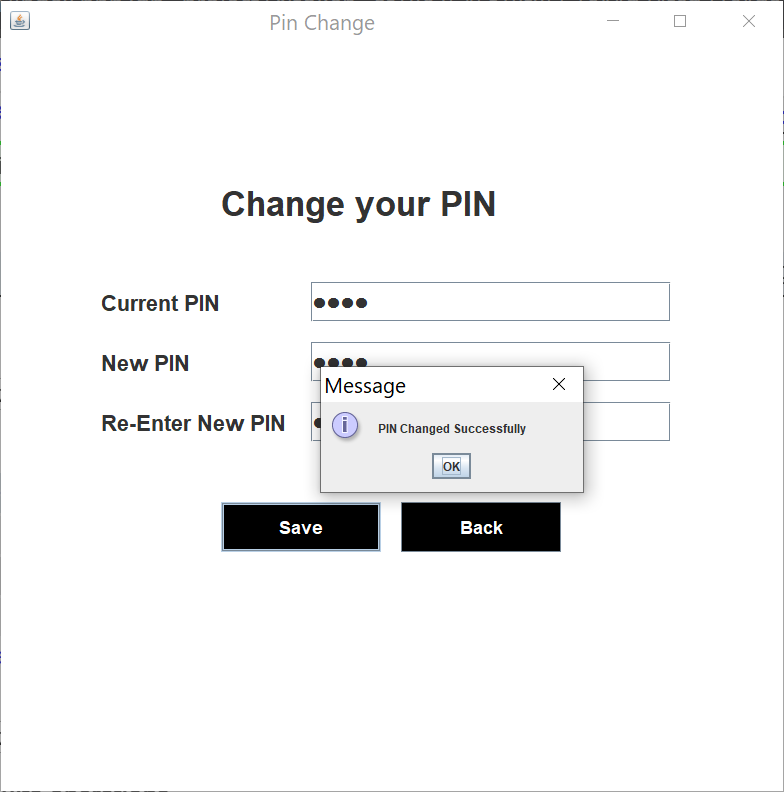 Pin Change
Change your PIN
Current PIN ●●●●
New PIN ●●●●
Re-Enter New PIN
Message
i
PIN Changed Successfully
OK
Save Back